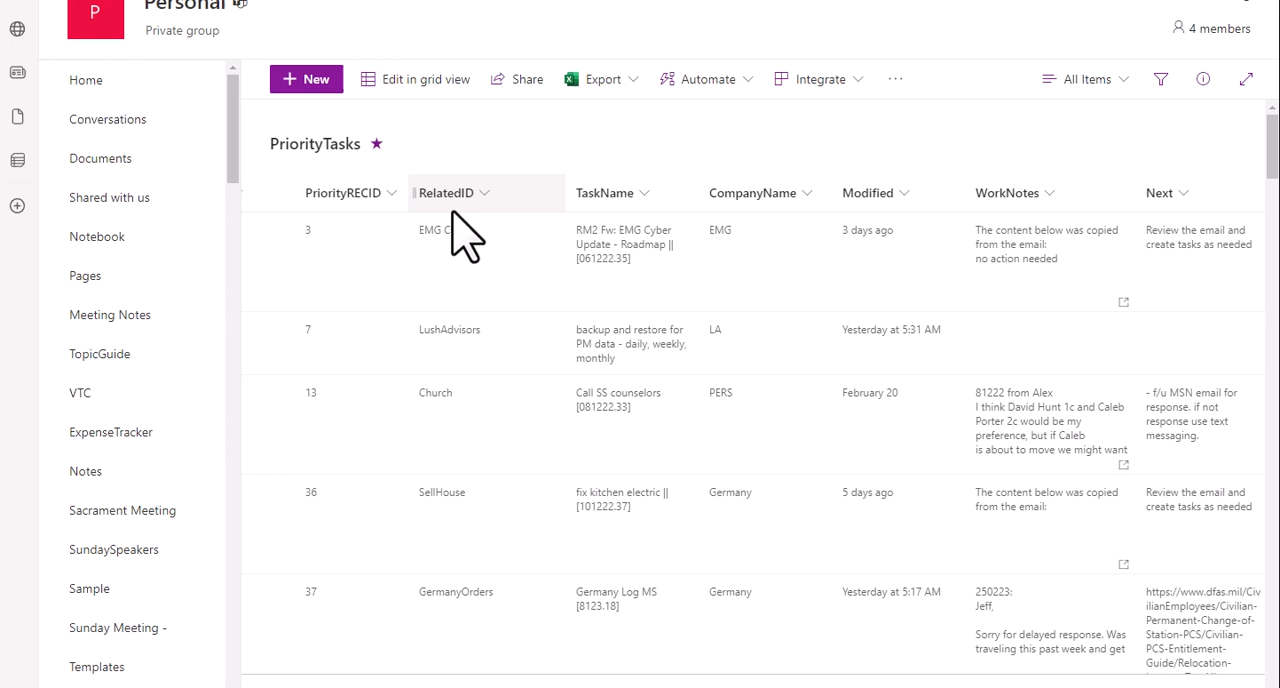 P
Personal
Private group
4 members
Home
Conversations
Documents
Shared with us
Notebook
Pages
Meeting Notes
TopicGuide
VTC
ExpenseTracker
Notes
Sacrament Meeting
SundaySpeakers
Sample
Sunday Meeting -
Templates
+ New
Edit in grid view
Share
Export
Automate
Integrate
...
All Items
PriorityTasks ★
PriorityRECID
RelatedID
TaskName
CompanyName
Modified
WorkNotes
Next
3
EMG
RM2 Fw: EMG Cyber
Update - Roadmap ||
[061222.35]
EMG
3 days ago
The content below was copied
from the email:
no action needed
Review the email and
create tasks as needed
7
LushAdvisors
backup and restore for
PM data - daily, weekly,
monthly
LA
Yesterday at 5:31 AM
13
Church
Call SS counselors
[081222.33]
PERS
February 20
81222 from Alex
I think David Hunt 1c and Caleb
Porter 2c would be my
preference, but if Caleb
is about to move we might want
- f/u MSN email for
response. if not
response use text
messaging.
36
SellHouse
fix kitchen electric ||
[101222.37]
Germany
5 days ago
The content below was copied
from the email:
Review the email and
create tasks as needed
37
GermanyOrders
Germany Log MS
[8123.18]
Germany
Yesterday at 5:17 AM
250223:
Jeff,
Sorry for delayed response. Was
traveling this past week and get
https://www.dfas.mil/Civ
ilianEmployees/Civilian-
Permanent-Change-of-
Station-PCS/Civilian-
PCS-Entitlement-
Guide/Relocation-